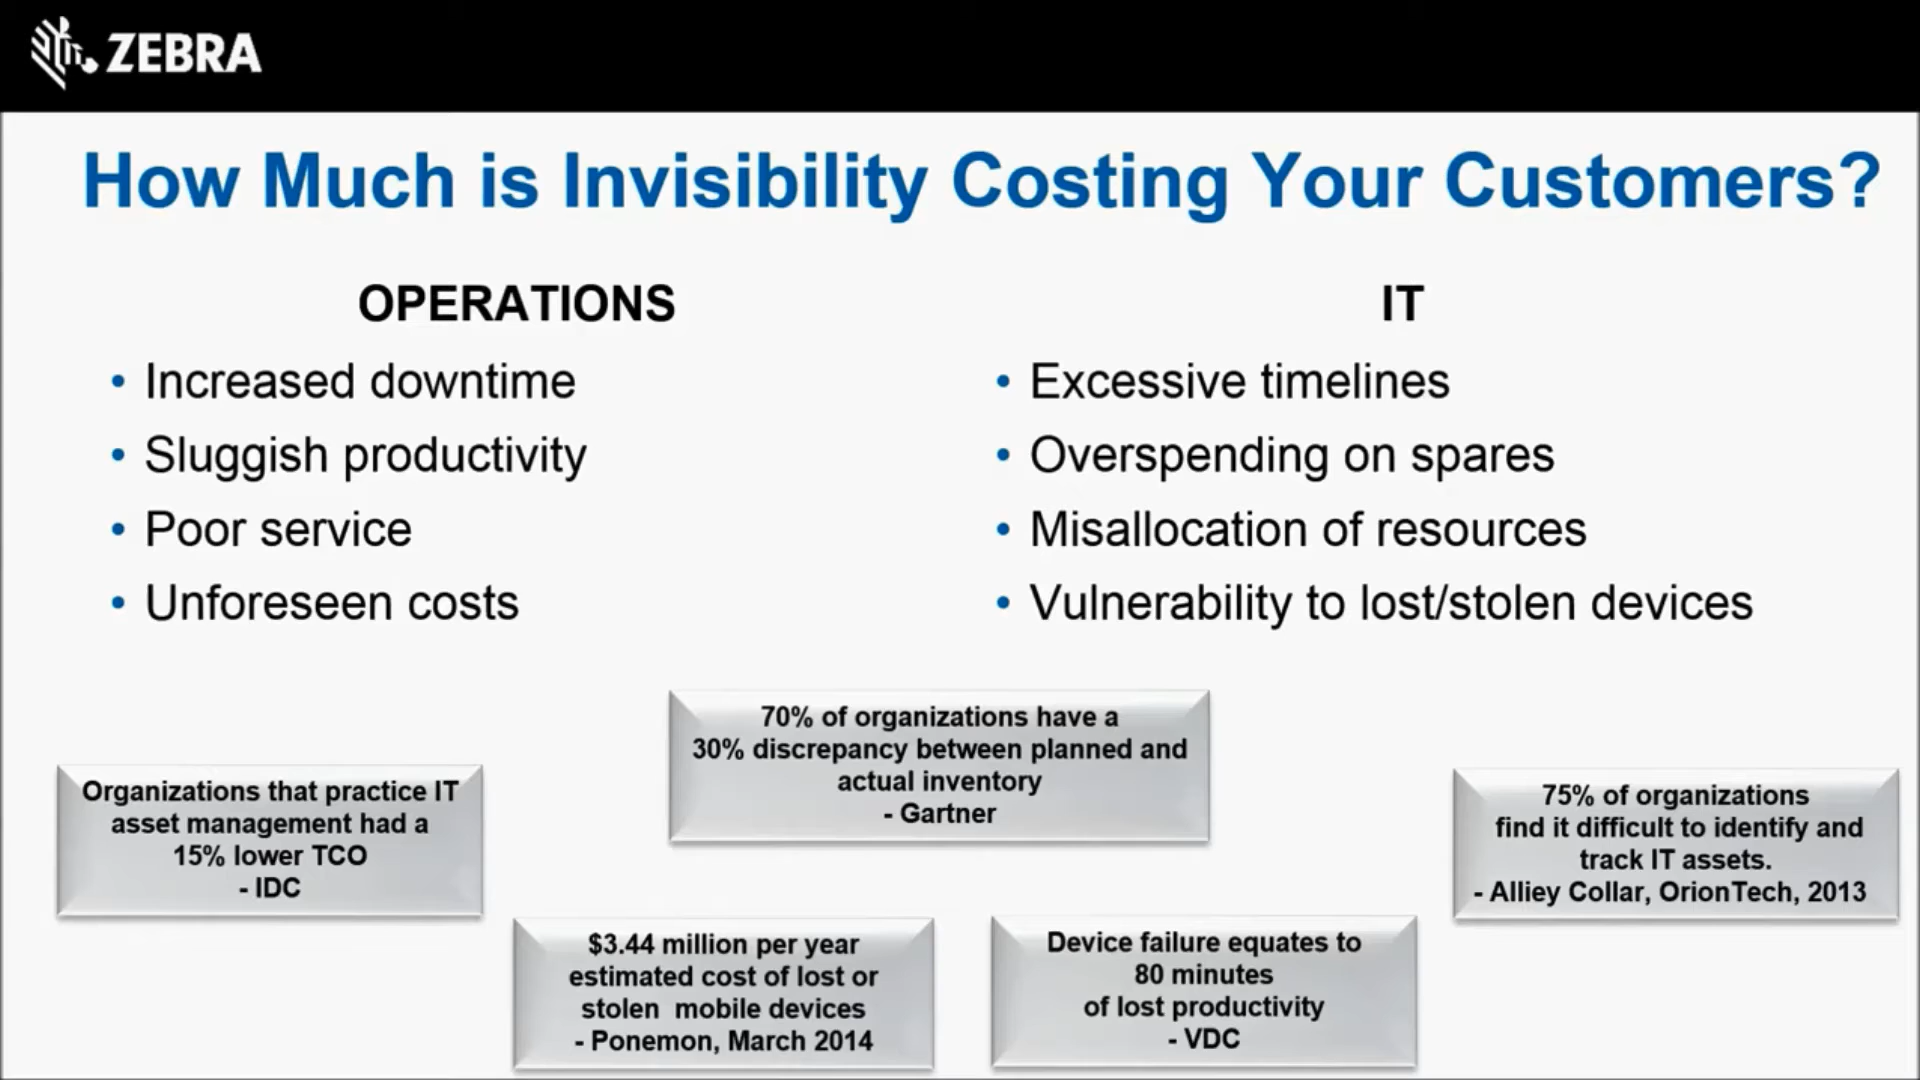 ZEBRA
How Much is Invisibility Costing Your Customers?
OPERATIONS
• Increased downtime
• Sluggish productivity
• Poor service
• Unforeseen costs
IT
• Excessive timelines
• Overspending on spares
• Misallocation of resources
• Vulnerability to lost/stolen devices
Organizations that practice IT
asset management had a
15% lower TCO
- IDC
$3.44 million per year
estimated cost of lost or
stolen mobile devices
- Ponemon, March 2014
70% of organizations have a
30% discrepancy between planned and
actual inventory
- Gartner
Device failure equates to
80 minutes
of lost productivity
- VDC
75% of organizations
find it difficult to identify and
track IT assets.
- Alliey Collar, OrionTech, 2013